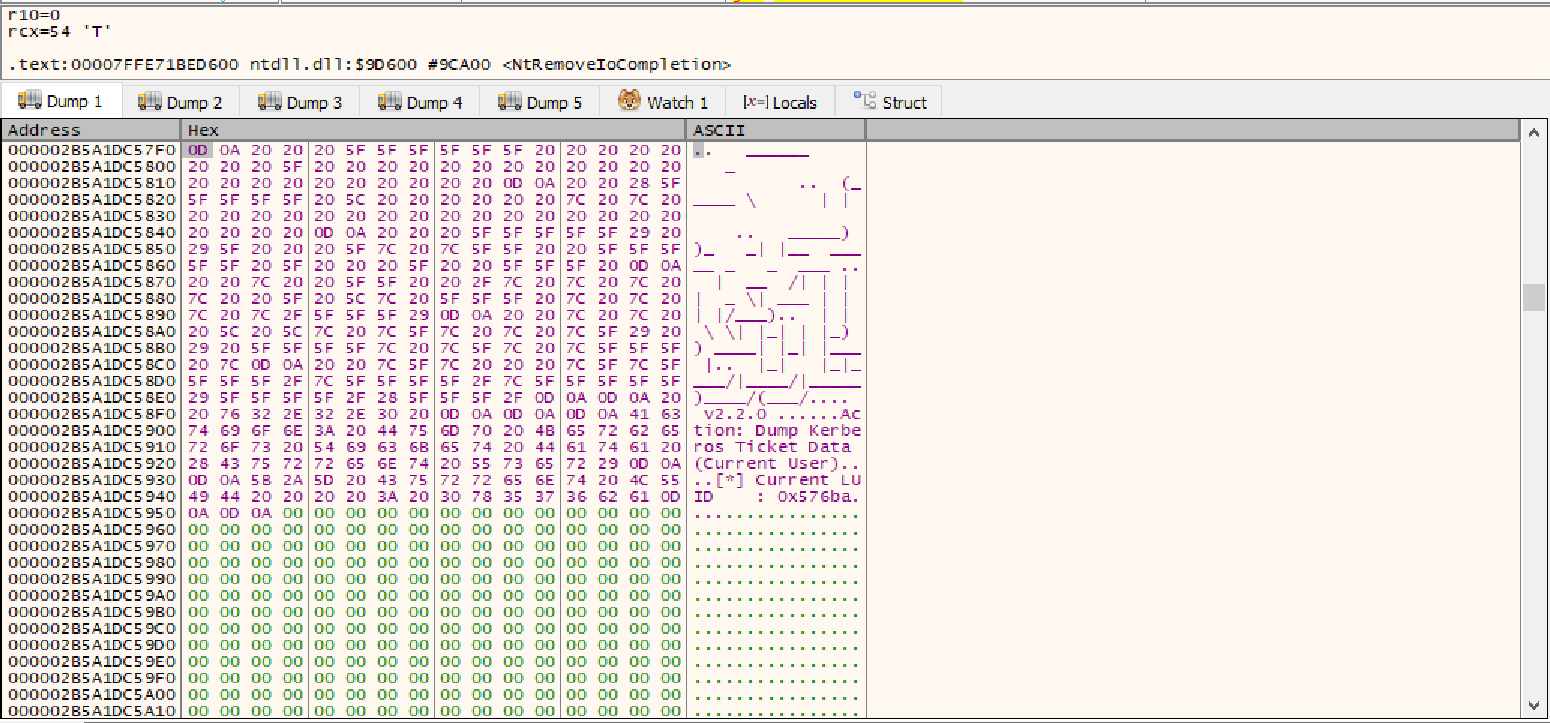 r10=0
rcx=54 'T'
.text:00007FFE71BED600 ntdll.dll:$9D600 #9CA00 <NtRemoveIoCompletion>
Dump 1 Dump 2 Dump 3 Dump 4 Dump 5 Watch 1 [x=] Locals Struct
Address Hex ASCII
000002B5A1DC57F0 0D 0A 20 20 20 5F 5F 5F 5F 5F 5F 20 20 20 20 20 ..   ______
000002B5A1DC5800 20 20 20 5F 20 20 20 20 20 20 20 20 20 20 20 20    _
000002B5A1DC5810 20 20 20 20 20 20 20 20 20 20 0D 0A 20 20 28 5F           ..  (_
000002B5A1DC5820 5F 5F 5F 5F 20 5C 20 20 20 20 20 20 7C 20 7C 20 ____ \      | |
000002B5A1DC5830 20 20 20 20 20 20 20 20 20 20 20 20 20 20 20 20
000002B5A1DC5840 20 20 20 20 0D 0A 20 20 20 5F 5F 5F 5F 5F 29 20     ..   _____)
000002B5A1DC5850 29 5F 20 20 20 5F 7C 20 7C 5F 5F 20 20 5F 5F 5F )_   _| |__  ___
000002B5A1DC5860 5F 5F 20 5F 20 20 20 5F 20 20 5F 5F 5F 20 0D 0A __ _   _  ___ ..
000002B5A1DC5870 20 20 7C 20 20 5F 5F 20 20 2F 7C 20 7C 20 7C 20   |  __  /| | |
000002B5A1DC5880 7C 20 20 5F 20 5C 7C 20 5F 5F 5F 20 7C 20 7C 20 |  _ \| ___ | |
000002B5A1DC5890 7C 20 7C 2F 5F 5F 5F 29 0D 0A 20 20 7C 20 7C 20 | |/___)..  | |
000002B5A1DC58A0 20 5C 20 5C 7C 20 7C 5F 7C 20 7C 20 7C 5F 29 20  \ \| |_| | |_)
000002B5A1DC58B0 29 20 5F 5F 5F 5F 7C 20 7C 5F 7C 20 7C 5F 5F 5F ) ____| |_| |___
000002B5A1DC58C0 20 7C 0D 0A 20 20 7C 5F 7C 20 20 20 7C 5F 7C 5F  |..  |_|   |_|_
000002B5A1DC58D0 5F 5F 5F 2F 7C 5F 5F 5F 5F 2F 7C 5F 5F 5F 5F 5F ___/|____/|_____
000002B5A1DC58E0 29 5F 5F 5F 5F 2F 28 5F 5F 5F 2F 0D 0A 0D 0A 20 )____/(___/....
000002B5A1DC58F0 20 76 32 2E 32 2E 30 20 0D 0A 0D 0A 0D 0A 41 63  v2.2.0 ......Ac
000002B5A1DC5900 74 69 6F 6E 3A 20 44 75 6D 70 20 4B 65 72 62 65 tion: Dump Kerbe
000002B5A1DC5910 72 6F 73 20 54 69 63 6B 65 74 20 44 61 74 61 20 ros Ticket Data
000002B5A1DC5920 28 43 75 72 72 65 6E 74 20 55 73 65 72 29 0D 0A (Current User)..
000002B5A1DC5930 0D 0A 5B 2A 5D 20 43 75 72 72 65 6E 74 20 4C 55 ..[*] Current LU
000002B5A1DC5940 49 44 20 20 20 20 3A 20 30 78 35 37 36 62 61 0D ID    : 0x576ba.
000002B5A1DC5950 0A 0D 0A 00 00 00 00 00 00 00 00 00 00 00 00 00 ................
000002B5A1DC5960 00 00 00 00 00 00 00 00 00 00 00 00 00 00 00 00 ................
000002B5A1DC5970 00 00 00 00 00 00 00 00 00 00 00 00 00 00 00 00 ................
000002B5A1DC5980 00 00 00 00 00 00 00 00 00 00 00 00 00 00 00 00 ................
000002B5A1DC5990 00 00 00 00 00 00 00 00 00 00 00 00 00 00 00 00 ................
000002B5A1DC59A0 00 00 00 00 00 00 00 00 00 00 00 00 00 00 00 00 ................
000002B5A1DC59B0 00 00 00 00 00 00 00 00 00 00 00 00 00 00 00 00 ................
000002B5A1DC59C0 00 00 00 00 00 00 00 00 00 00 00 00 00 00 00 00 ................
000002B5A1DC59D0 00 00 00 00 00 00 00 00 00 00 00 00 00 00 00 00 ................
000002B5A1DC59E0 00 00 00 00 00 00 00 00 00 00 00 00 00 00 00 00 ................
000002B5A1DC59F0 00 00 00 00 00 00 00 00 00 00 00 00 00 00 00 00 ................
000002B5A1DC5A00 00 00 00 00 00 00 00 00 00 00 00 00 00 00 00 00 ................
000002B5A1DC5A10 00 00 00 00 00 00 00 00 00 00 00 00 00 00 00 00 ................